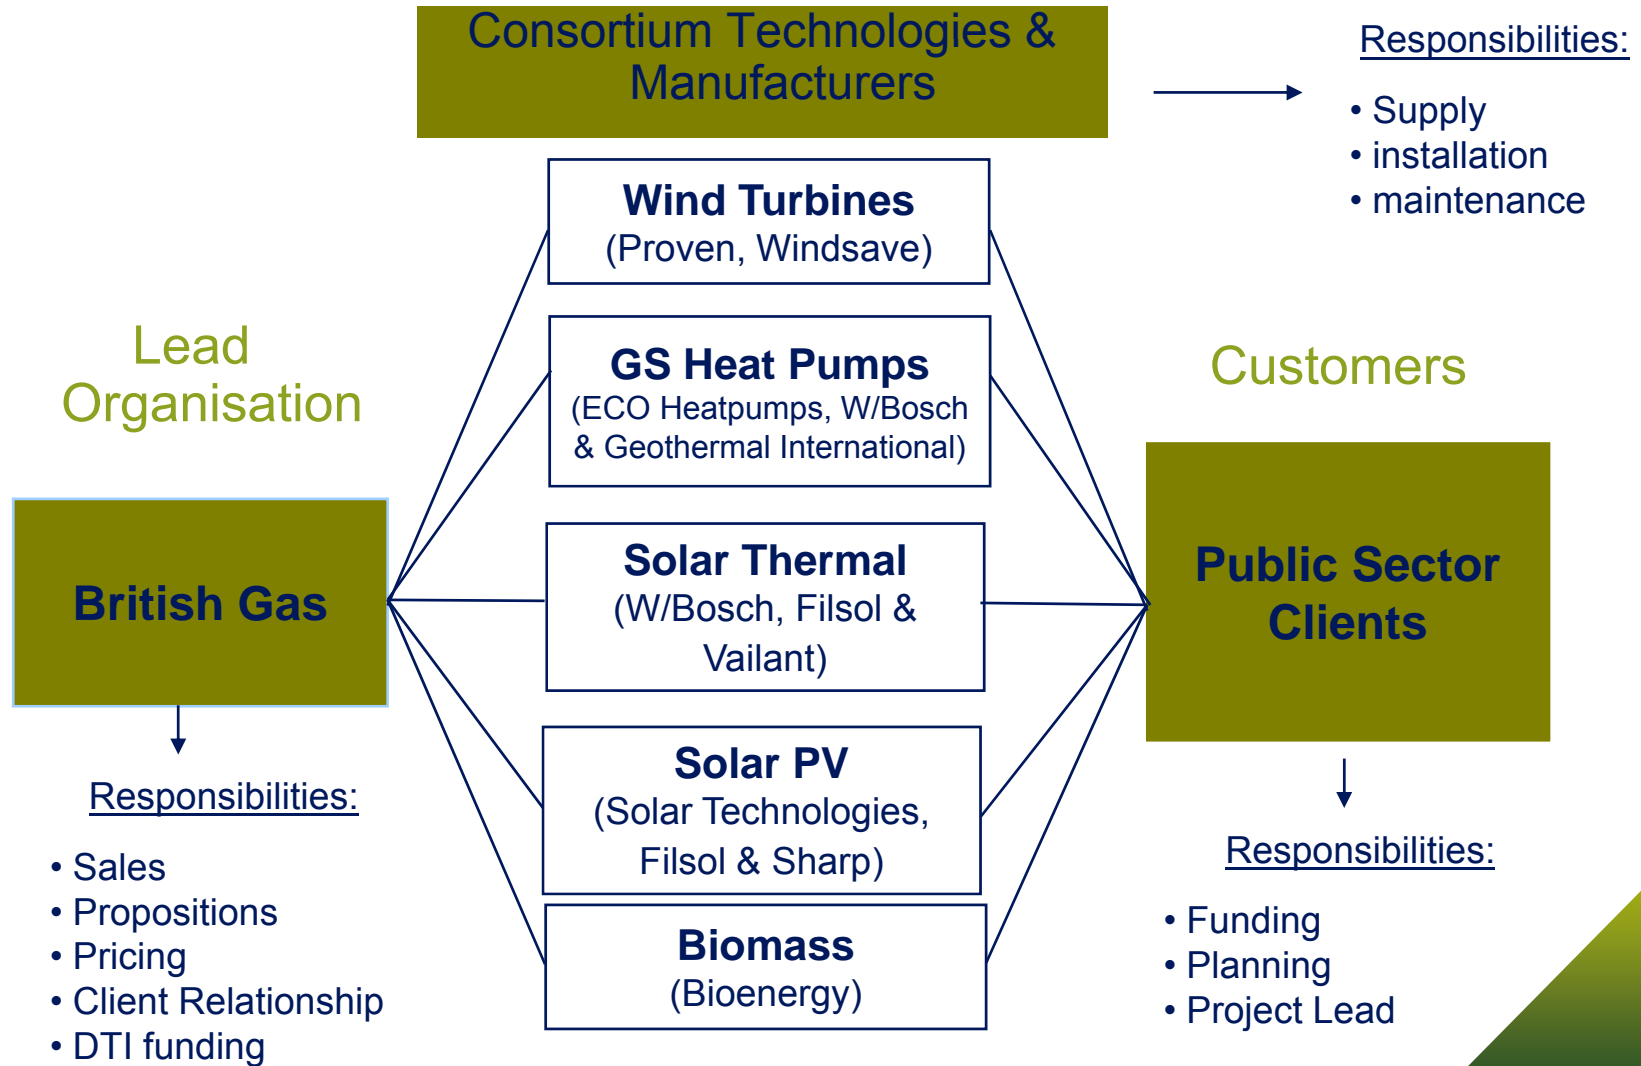 Consortium Technologies &
Manufacturers
Responsibilities:
• Supply
• installation
• maintenance
Wind Turbines
(Proven, Windsave)
GS Heat Pumps
(ECO Heatpumps, W/Bosch
& Geothermal International)
Solar Thermal
(W/Bosch, Filsol &
Vailant)
Solar PV
(Solar Technologies,
Filsol & Sharp)
Biomass
(Bioenergy)
Lead
Organisation
British Gas
Responsibilities:
• Sales
• Propositions
• Pricing
• Client Relationship
• DTI funding
Customers
Public Sector
Clients
Responsibilities:
• Funding
• Planning
• Project Lead